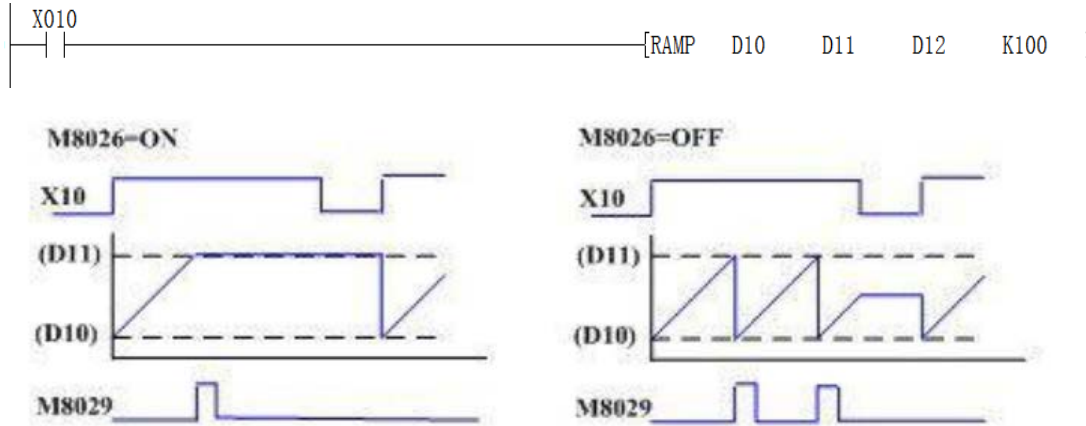 X010
[RAMP D10 D11 D12 K100
M8026=ON
X10
(D11)
(D10)
M8029
M8026=OFF
X10
(D11)
(D10)
M8029